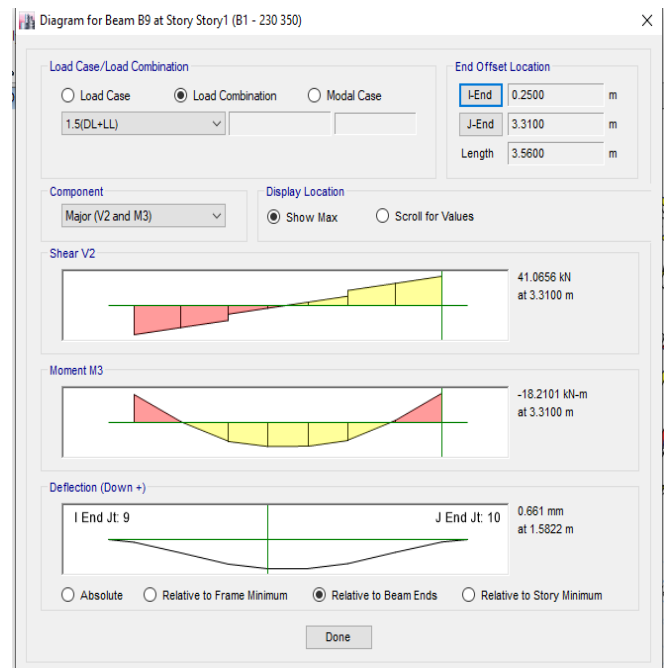 Diagram for Beam B9 at Story Story1 (B1 - 230 350)
Load Case/Load Combination
Load Case Load Combination Modal Case
1.5(DL+LL)
End Offset Location
I-End 0.2500 m
J-End 3.3100 m
Length 3.5600 m
Component
Major (V2 and M3)
Display Location
Show Max Scroll for Values
Shear V2
41.0656 kN
at 3.3100 m
Moment M3
-18.2101 kN-m
at 3.3100 m
Deflection (Down +)
I End Jt: 9 J End Jt: 10
0.661 mm
at 1.5822 m
Absolute Relative to Frame Minimum Relative to Beam Ends Relative to Story Minimum
Done